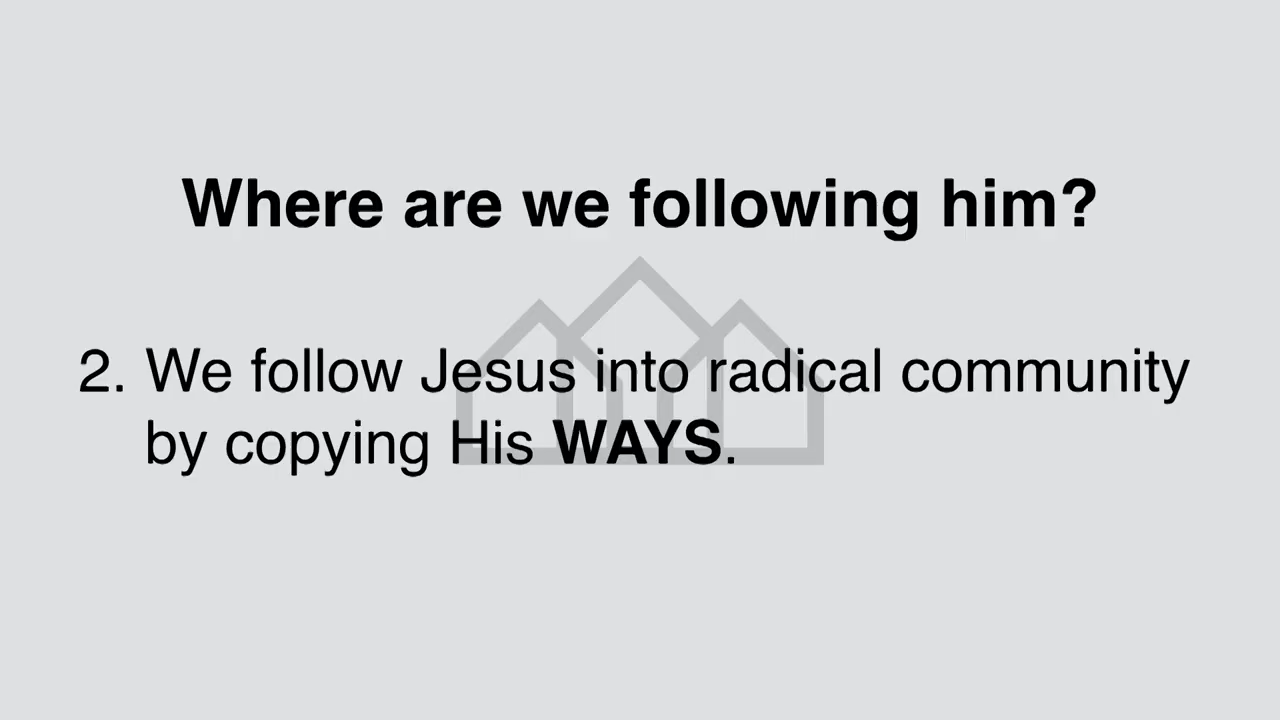 Where are we following him?
2. We follow Jesus into radical community
by copying His WAYS.